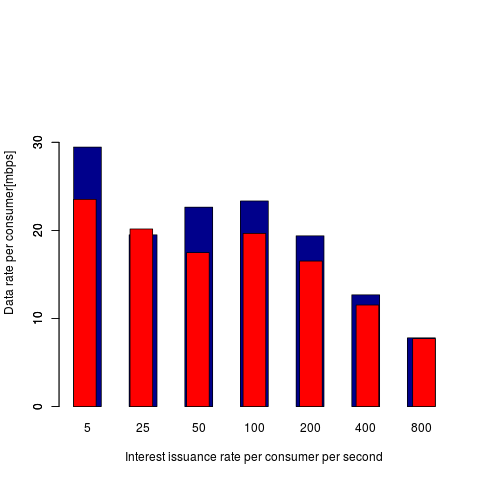 Data rate per consumer[mbps]
30
20
10
0
5 25 50 100 200 400 800
Interest issuance rate per consumer per second